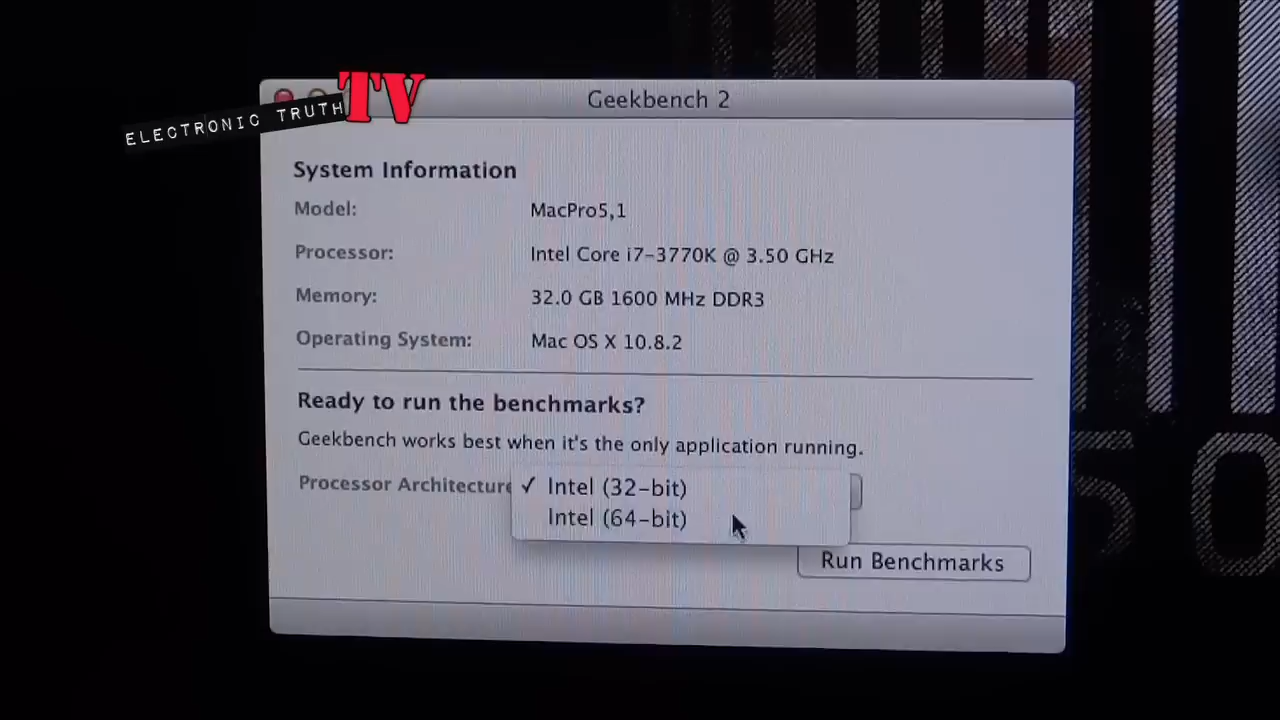 ELECTRONIC TRUTH TV
Geekbench 2
System Information
Model: MacPro5,1
Processor: Intel Core i7-3770K @ 3.50 GHz
Memory: 32.0 GB 1600 MHz DDR3
Operating System: Mac OS X 10.8.2
Ready to run the benchmarks?
Geekbench works best when it's the only application running.
Processor Architecture ✓ Intel (32-bit)
Intel (64-bit)
Run Benchmarks
50